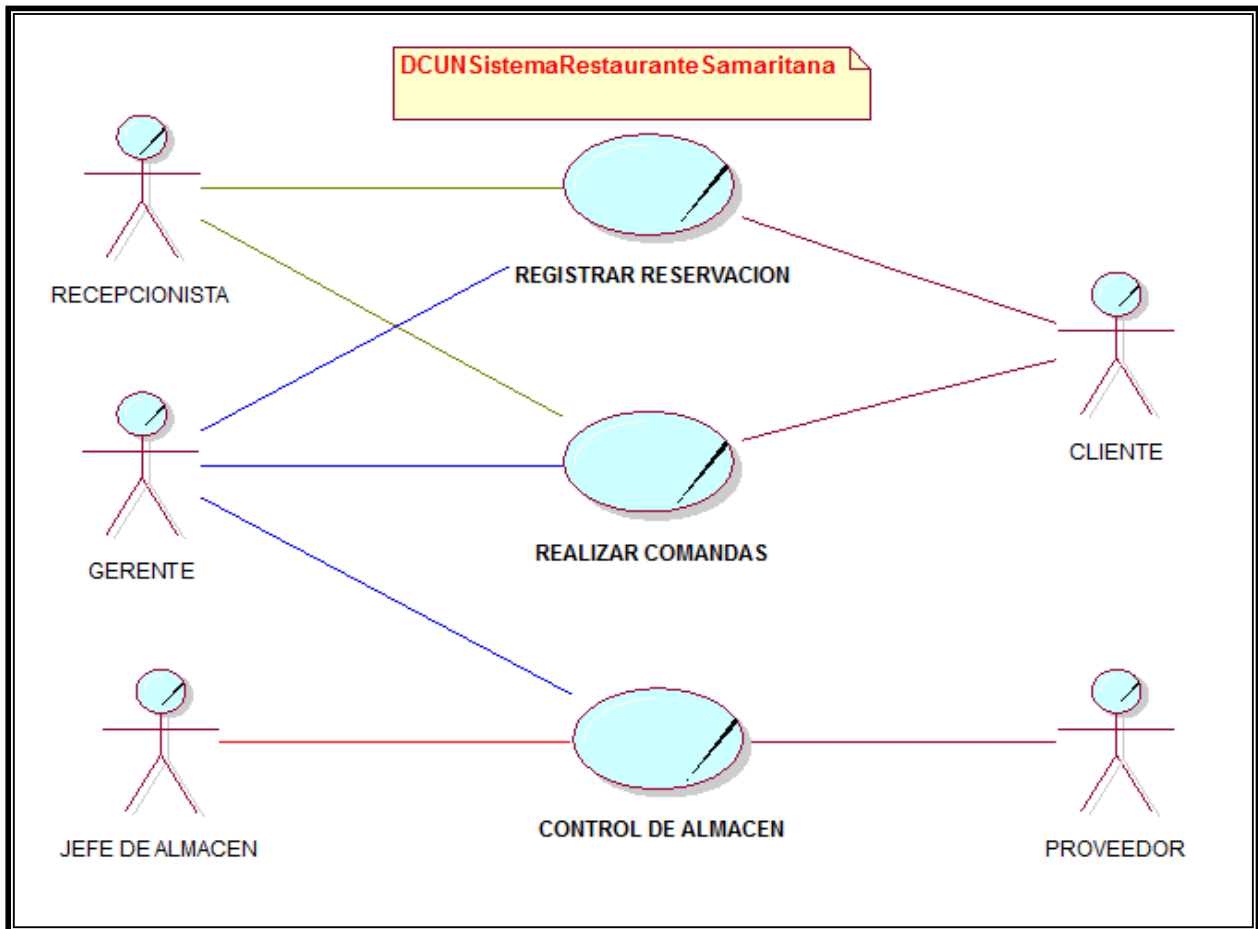 DCUNSistemaRestauranteSamaritana
RECEPCIONISTA
REGISTRAR RESERVACION
CLIENTE
GERENTE
REALIZAR COMANDAS
JEFE DE ALMACEN
CONTROL DE ALMACEN
PROVEEDOR